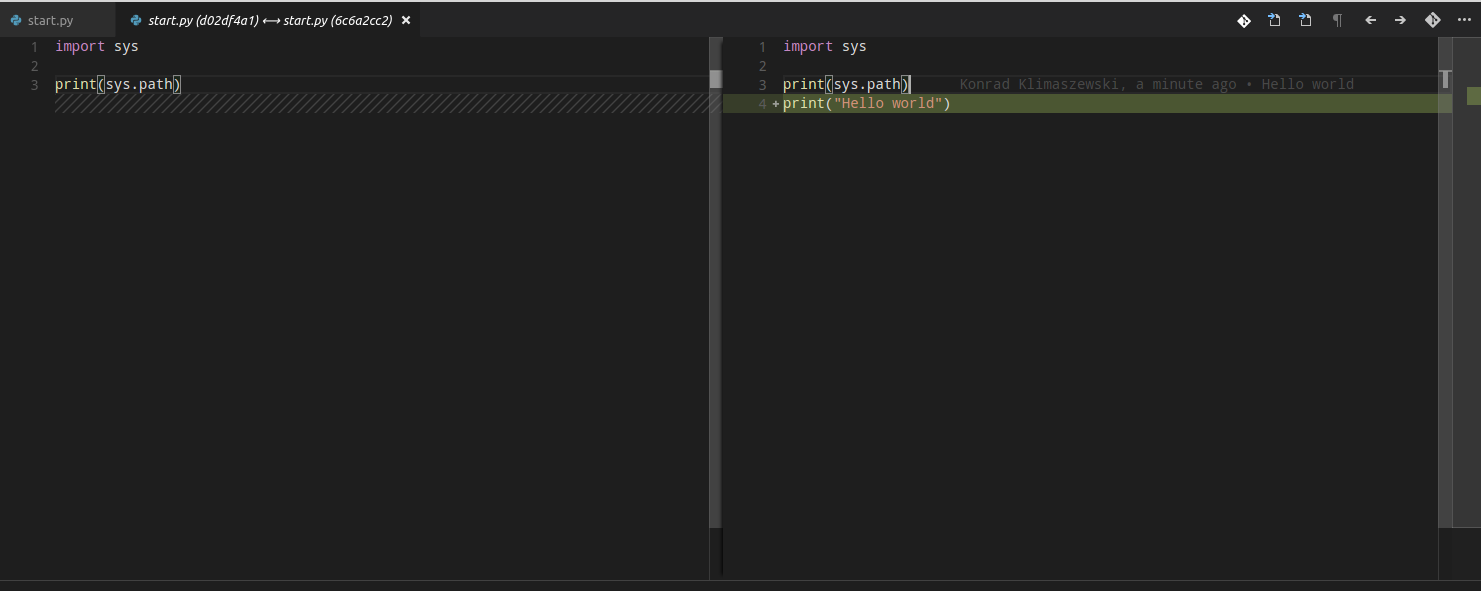 start.py
start.py (d02df4a1) ⟷ start.py (6c6a2cc2) ×
1 import sys
2
3 print(sys.path)
1 import sys
2
3 print(sys.path) Konrad Klimaszewski, a minute ago • Hello world
4 + print("Hello world")